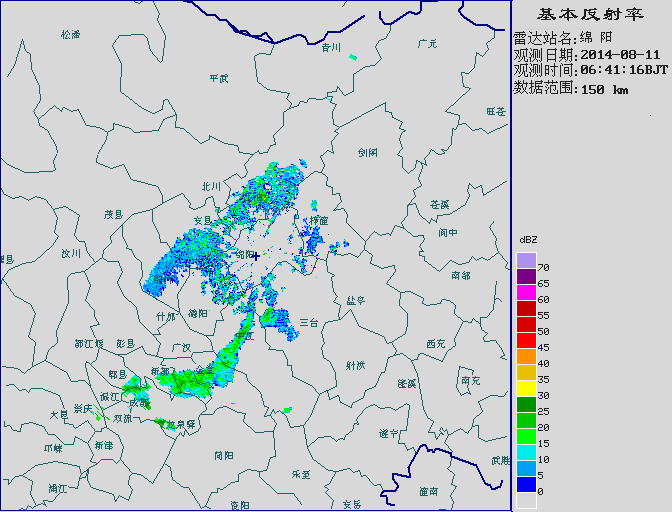 基本反射率
雷达站名:绵 阳
观测日期:2014-08-11
观测时间:06:41:16BJT
数据范围:150 km
松潘
青川
广元
平武
旺苍
剑阁
北川
苍溪
茂县
安县
梓潼
阆中
汶川
绵阳
县
南部
盐亭
什邡
德阳
三台
都江堰
彭县
广汉
西充
射洪
郫县
新都
南充
温江
成都
蓬溪
大邑
崇庆
双流
龙泉驿
遂宁
邛崃
新津
简阳
武胜
乐至
蒲江
资阳
安岳
潼南
dBZ
70
65
60
55
50
45
40
35
30
25
20
15
10
5
0